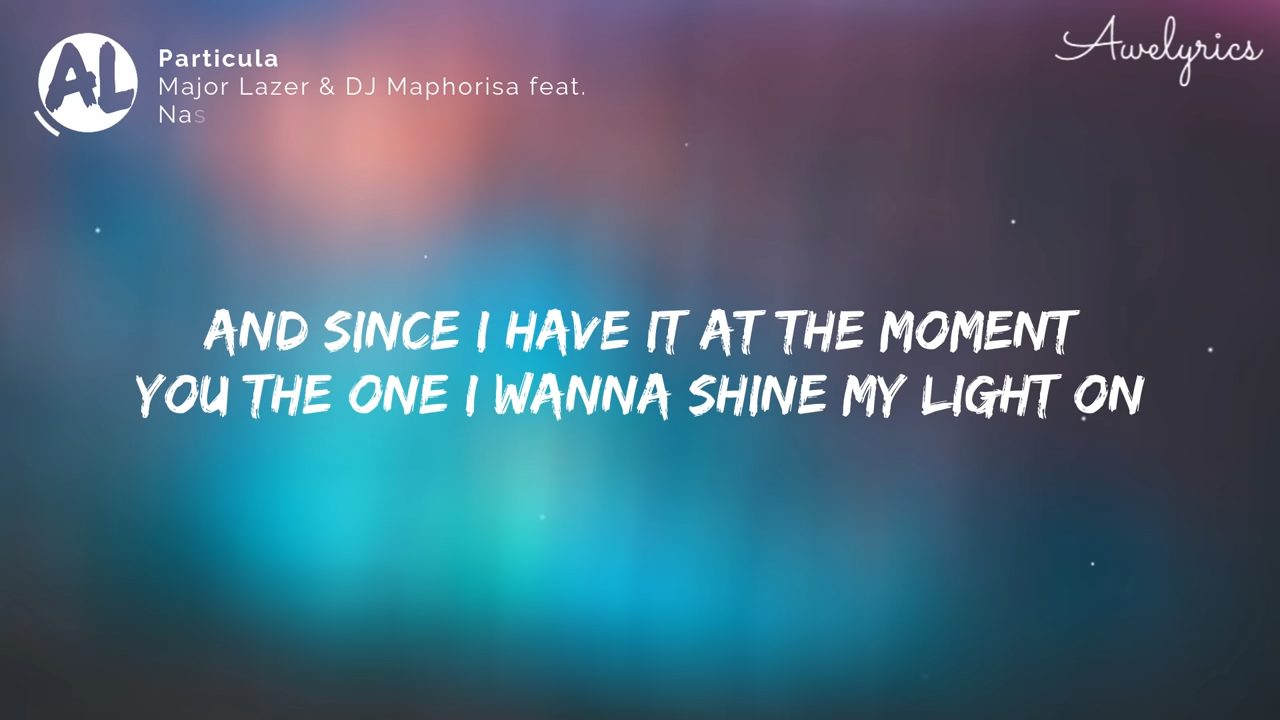 AL
Particula
Major Lazer & DJ Maphorisa feat.
Nas
Awelyrics
AND SINCE I HAVE IT AT THE MOMENT
YOU THE ONE I WANNA SHINE MY LIGHT ON